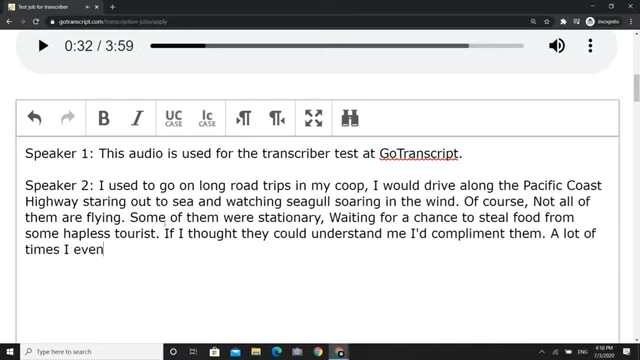 Test job for transcriber
gotranscript.com/transcription-jobs/apply
Incognito
0:32 / 3:59
B I UC CASE lc CASE
Speaker 1: This audio is used for the transcriber test at GoTranscript.
Speaker 2: I used to go on long road trips in my coop, I would drive along the Pacific Coast
Highway staring out to sea and watching seagull soaring in the wind. Of course, Not all of
them are flying. Some of them were stationary, Waiting for a chance to steal food from
some hapless tourist. If I thought they could understand me I'd compliment them. A lot of
times I even
Type here to search
ENG
4:18 PM
7/3/2020